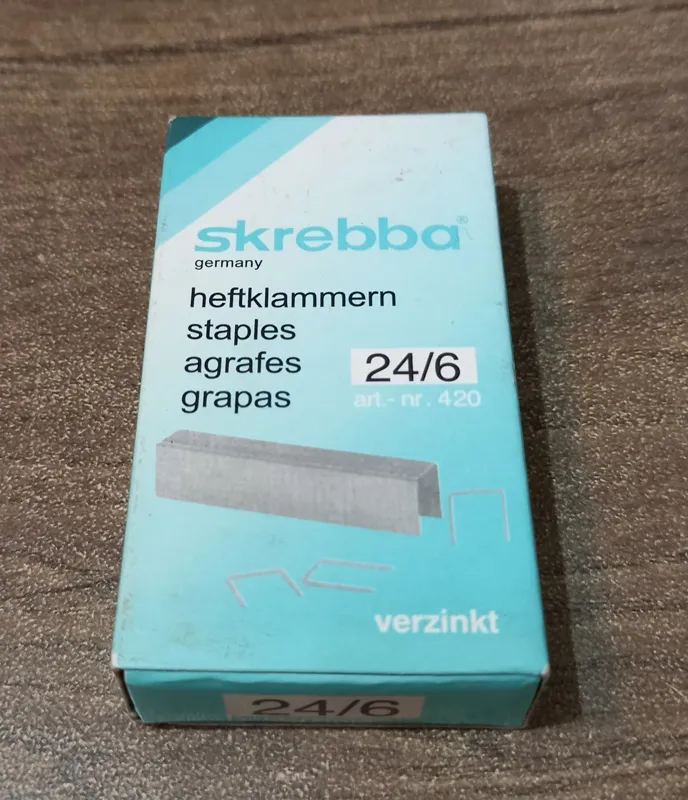 skrebba®
germany
heftklammern
staples
agrafes
grapas
24/6
art.- nr. 420
verzinkt
24/6